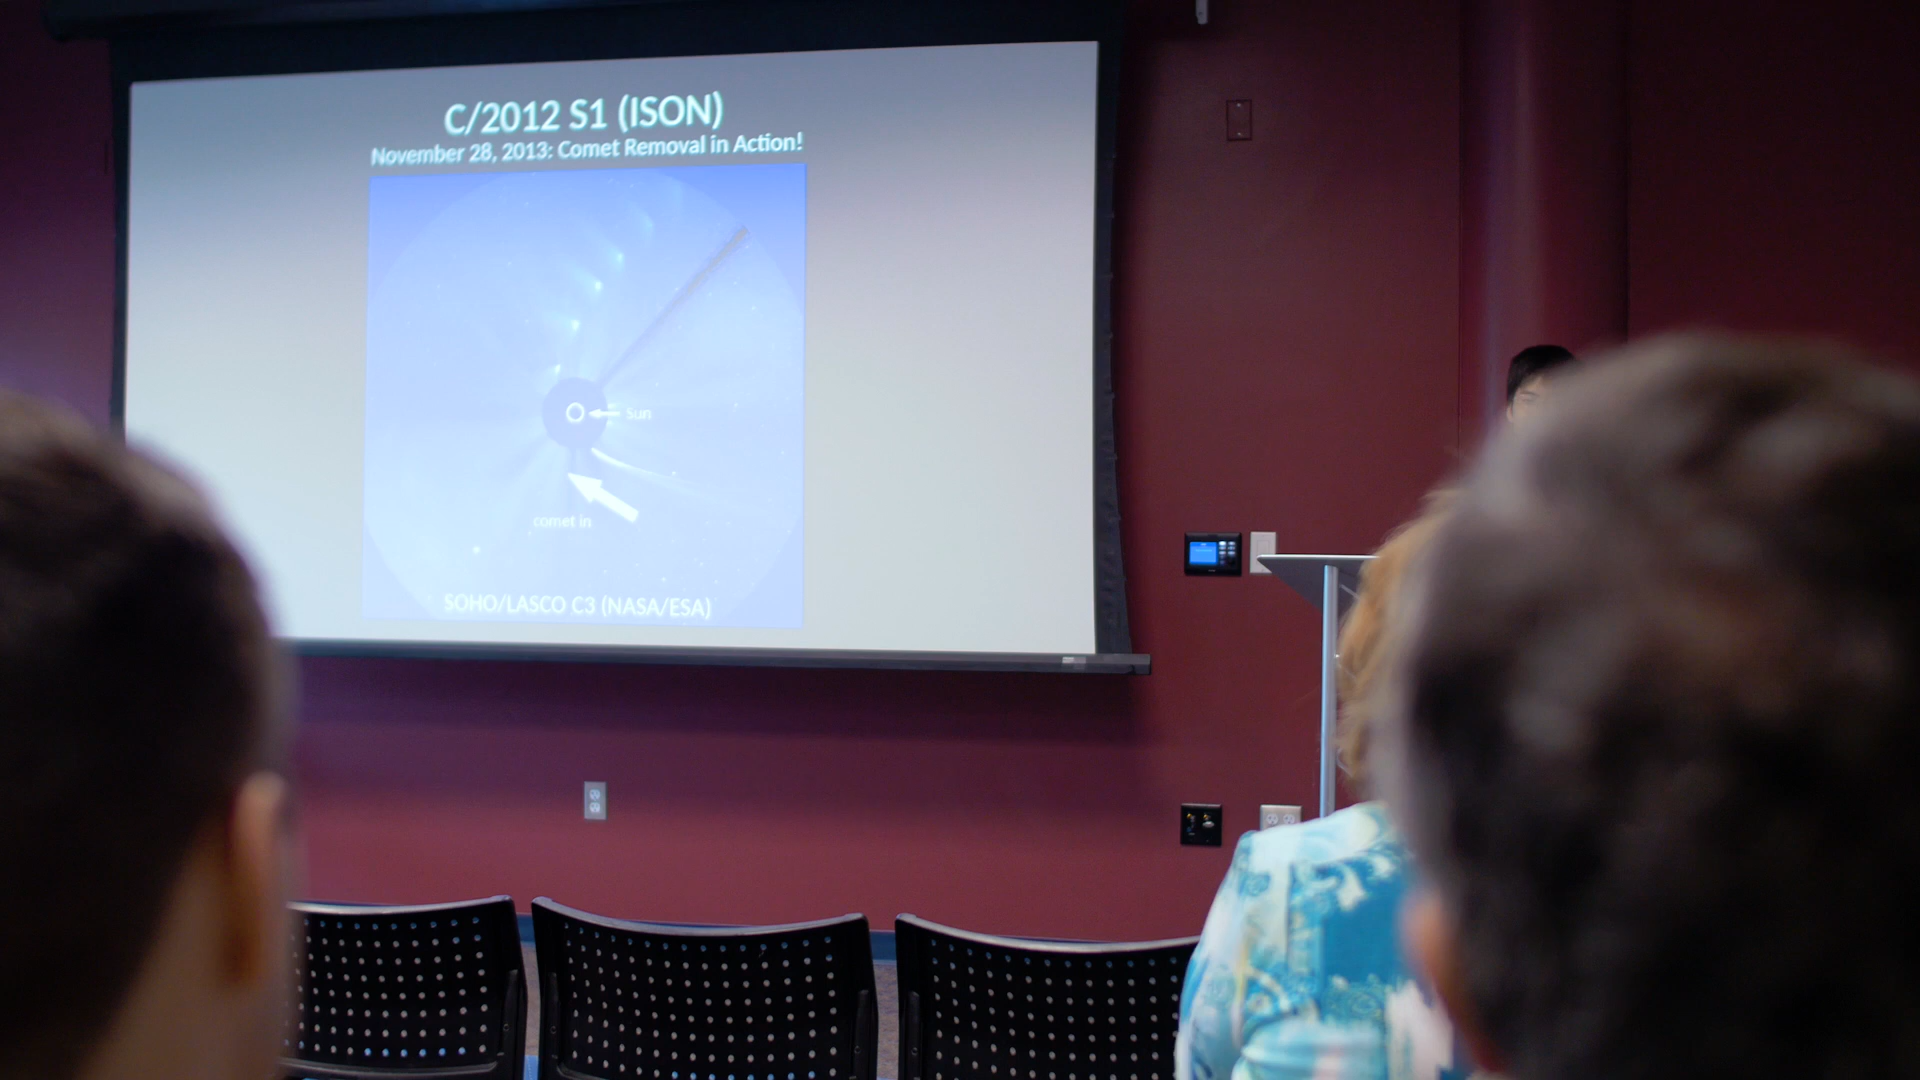 C/2012 S1 (ISON)
November 28, 2013: Comet Removal in Action!
Sun
comet in
SOHO/LASCO C3 (NASA/ESA)